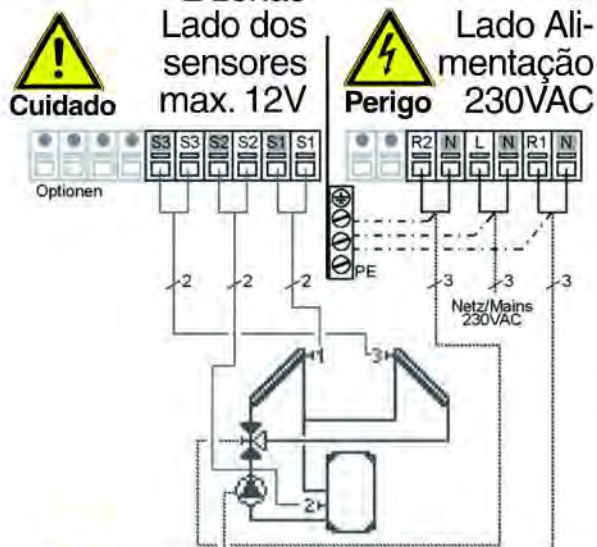 Lado dos
sensores
max. 12V
Cuidado
Lado Ali-
mentação
230VAC
Perigo
S3 S3 S2 S2 S1 S1
R2 N L N R1 N
Optionen
PE
2 2 2
3 3 3
Netz/Mains
230VAC
1
3
2